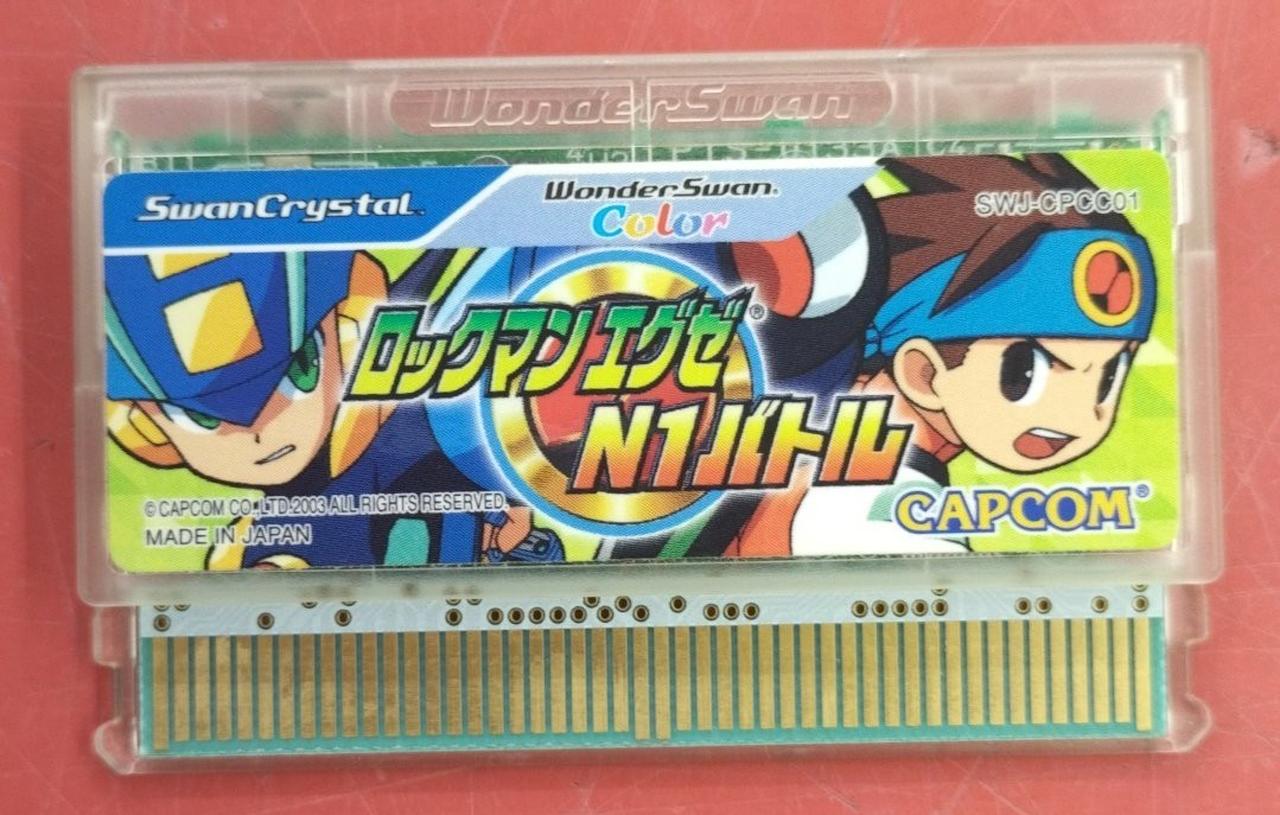 WonderSwan
SwanCrystal
WonderSwan
Color
SWJ-CPCC01
ロックマン エグゼ®
N1バトル
© CAPCOM CO.,LTD.2003 ALL RIGHTS RESERVED.
MADE IN JAPAN
CAPCOM®